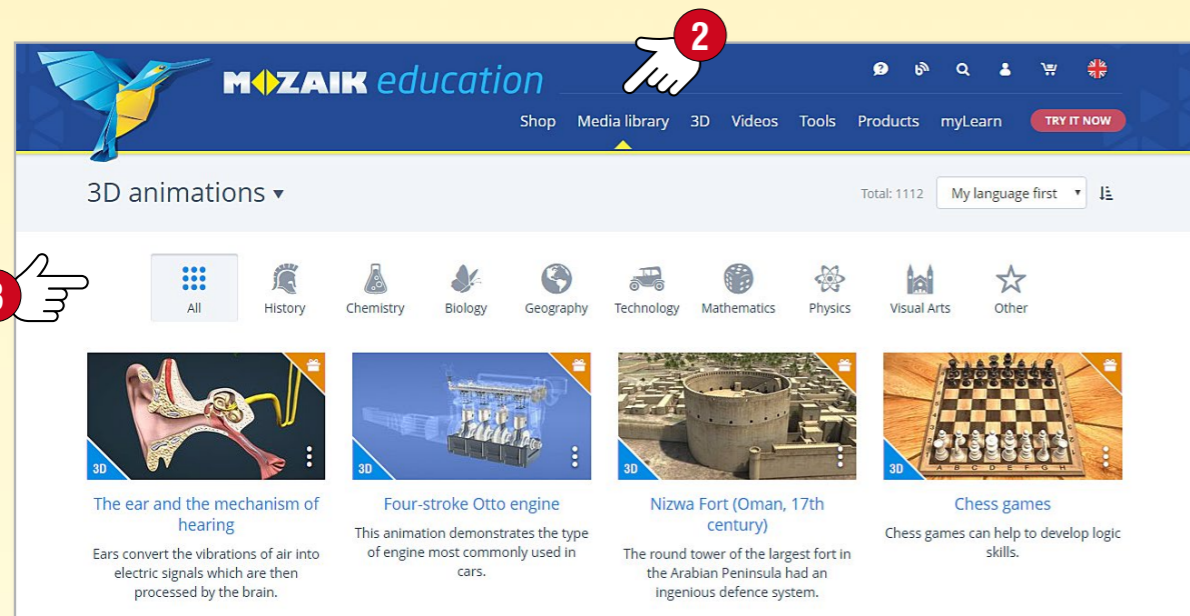 2
MOZAIK education
Shop Media library 3D Videos Tools Products myLearn TRY IT NOW
3D animations
Total: 1112 My language first
3
All History Chemistry Biology Geography Technology Mathematics Physics Visual Arts Other
3D 3D 3D 3D
A B C D E F G H
The ear and the mechanism of
hearing
Ears convert the vibrations of air into
electric signals which are then
processed by the brain.
Four-stroke Otto engine
This animation demonstrates the type
of engine most commonly used in
cars.
Nizwa Fort (Oman, 17th
century)
The round tower of the largest fort in
the Arabian Peninsula had an
ingenious defence system.
Chess games
Chess games can help to develop logic
skills.